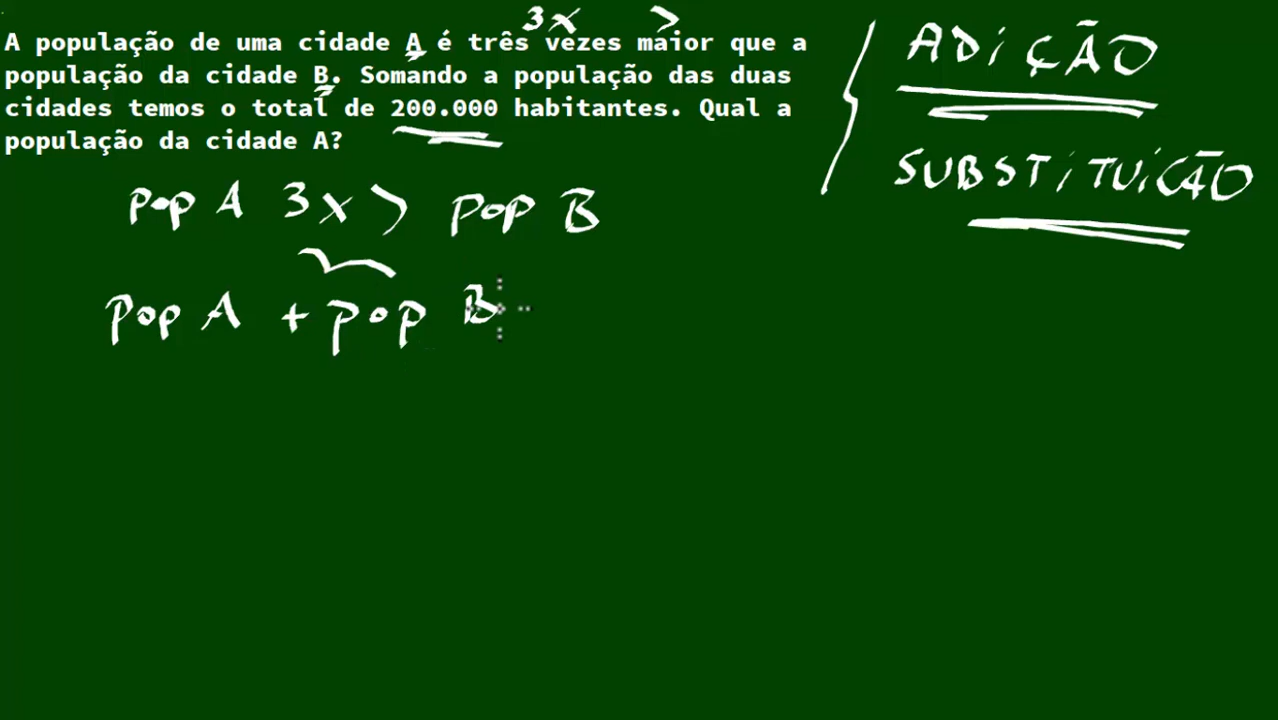 3x >
A população de uma cidade A é três vezes maior que a
população da cidade B. Somando a população das duas
cidades temos o total de 200.000 habitantes. Qual a
população da cidade A?
ADIÇÃO
SUBSTITUIÇÃO
pop A 3x > pop B
pop A + pop B